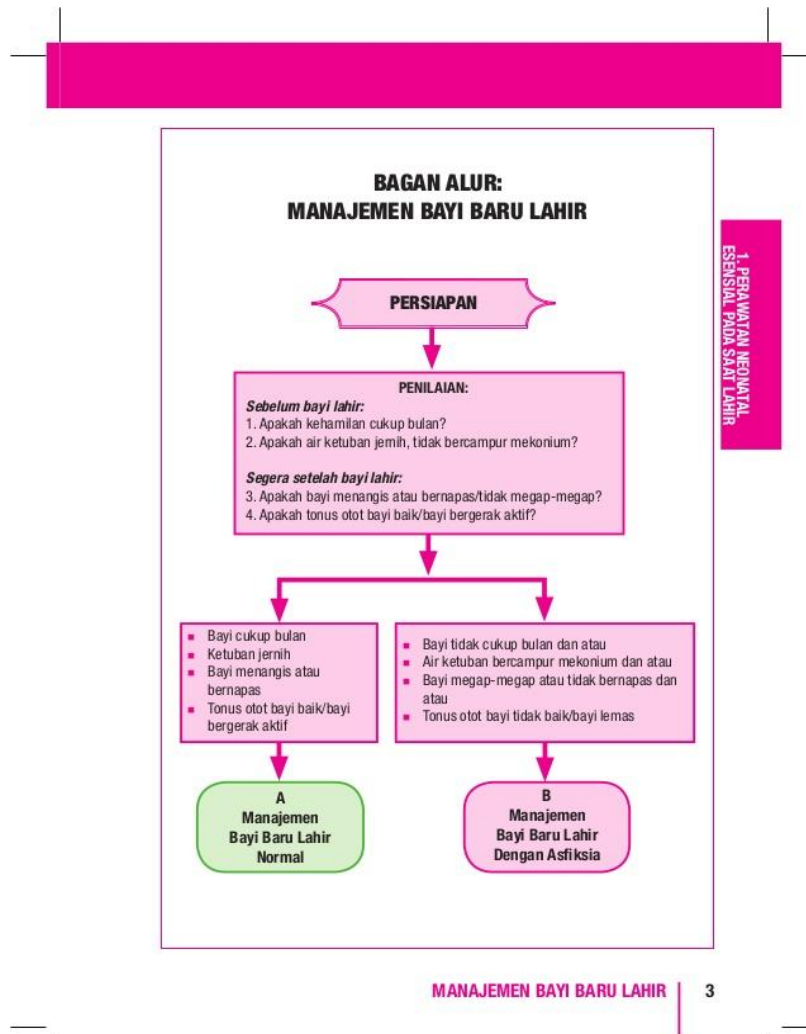 BAGAN ALUR:
MANAJEMEN BAYI BARU LAHIR
1. PERAWATAN NEONATAL
ESENSIAL PADA SAAT LAHIR
PERSIAPAN
PENILAIAN:
Sebelum bayi lahir:
1. Apakah kehamilan cukup bulan?
2. Apakah air ketuban jernih, tidak bercampur mekonium?
Segera setelah bayi lahir:
3. Apakah bayi menangis atau bernapas/tidak megap-megap?
4. Apakah tonus otot bayi baik/bayi bergerak aktif?
▪ Bayi cukup bulan
▪ Ketuban jernih
▪ Bayi menangis atau
bernapas
▪ Tonus otot bayi baik/bayi
bergerak aktif
▪ Bayi tidak cukup bulan dan atau
▪ Air ketuban bercampur mekonium dan atau
▪ Bayi megap-megap atau tidak bernapas dan
atau
▪ Tonus otot bayi tidak baik/bayi lemas
A
Manajemen
Bayi Baru Lahir
Normal
B
Manajemen
Bayi Baru Lahir
Dengan Asfiksia
MANAJEMEN BAYI BARU LAHIR 3